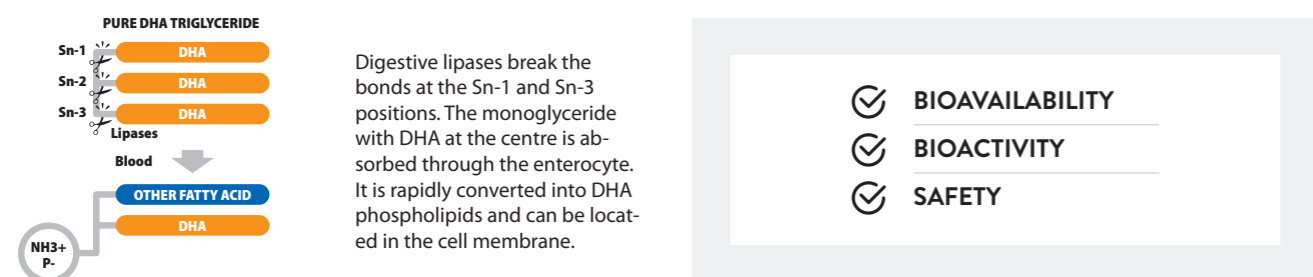 PURE DHA TRIGLYCERIDE
Sn-1
DHA
Sn-2
DHA
Sn-3
DHA
Lipases
Blood
OTHER FATTY ACID
DHA
NH3+
P-
Digestive lipases break the
bonds at the Sn-1 and Sn-3
positions. The monoglyceride
with DHA at the centre is ab-
sorbed through the enterocyte.
It is rapidly converted into DHA
phospholipids and can be locat-
ed in the cell membrane.
BIOAVAILABILITY
BIOACTIVITY
SAFETY